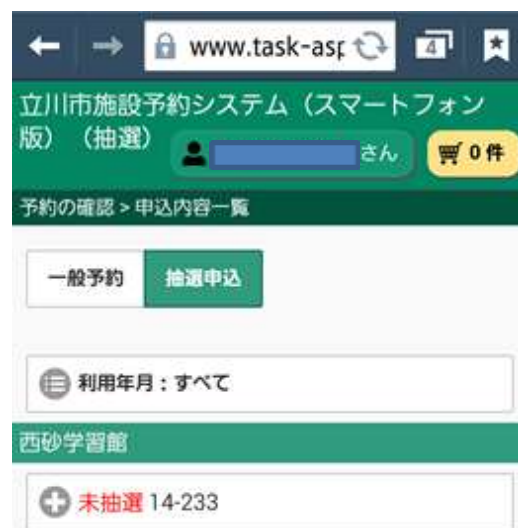 www.task-asp
4
立川市施設予約システム（スマートフォン
版）（抽選）
さん
0件
予約の確認 > 申込内容一覧
一般予約
抽選申込
利用年月：すべて
西砂学習館
未抽選 14-233